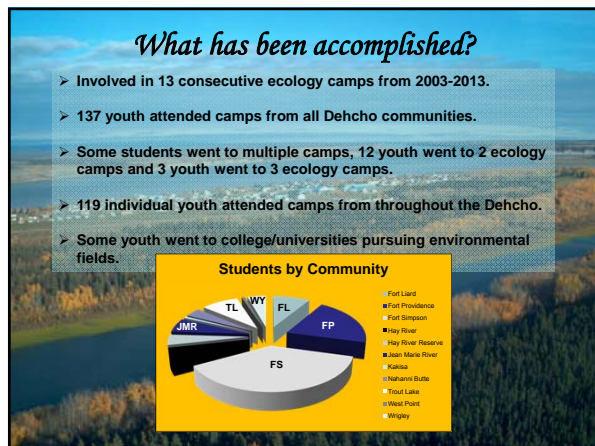 What has been accomplished?
➢ Involved in 13 consecutive ecology camps from 2003-2013.
➢ 137 youth attended camps from all Dehcho communities.
➢ Some students went to multiple camps, 12 youth went to 2 ecology
camps and 3 youth went to 3 ecology camps.
➢ 119 individual youth attended camps from throughout the Dehcho.
➢ Some youth went to college/universities pursuing environmental
fields.
Students by Community
WY
TL
FL
JMR
FP
FS
Fort Liard
Fort Providence
Fort Simpson
Hay River
Hay River Reserve
Jean Marie River
Kakisa
Nahanni Butte
Trout Lake
West Point
Wrigley